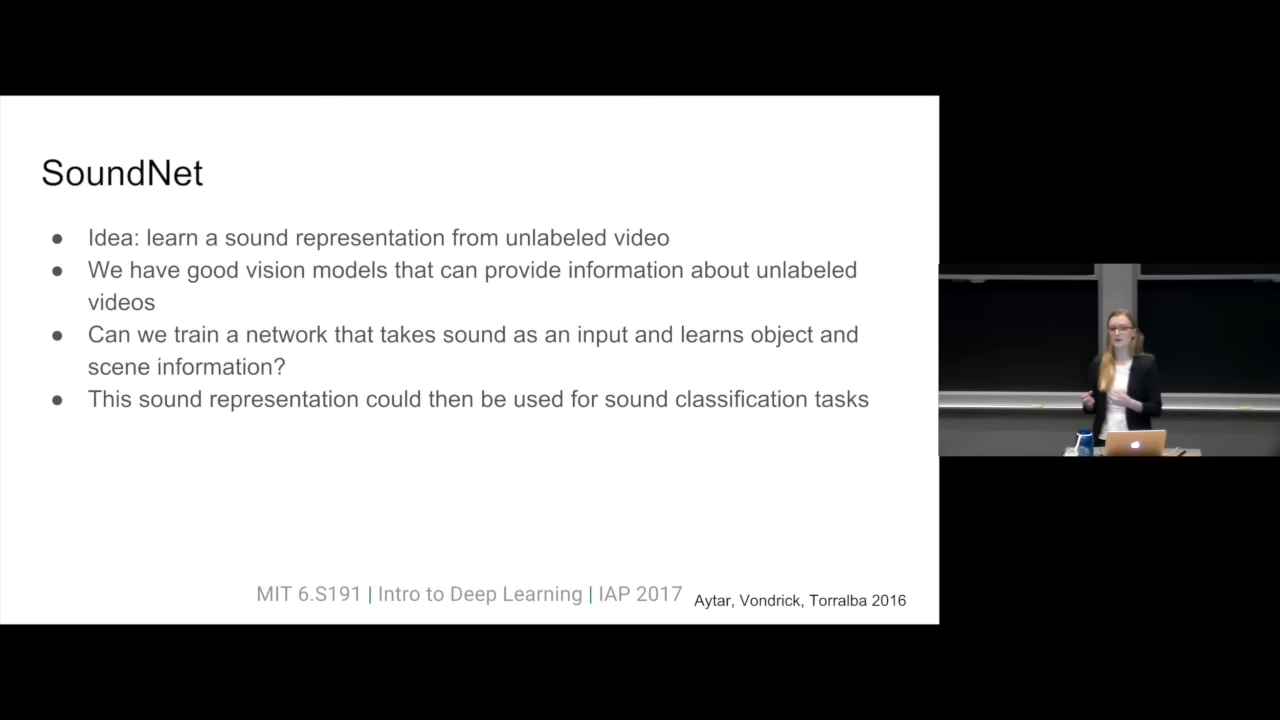 SoundNet
● Idea: learn a sound representation from unlabeled video
● We have good vision models that can provide information about unlabeled
videos
● Can we train a network that takes sound as an input and learns object and
scene information?
● This sound representation could then be used for sound classification tasks
MIT 6.S191 | Intro to Deep Learning | IAP 2017
Aytar, Vondrick, Torralba 2016